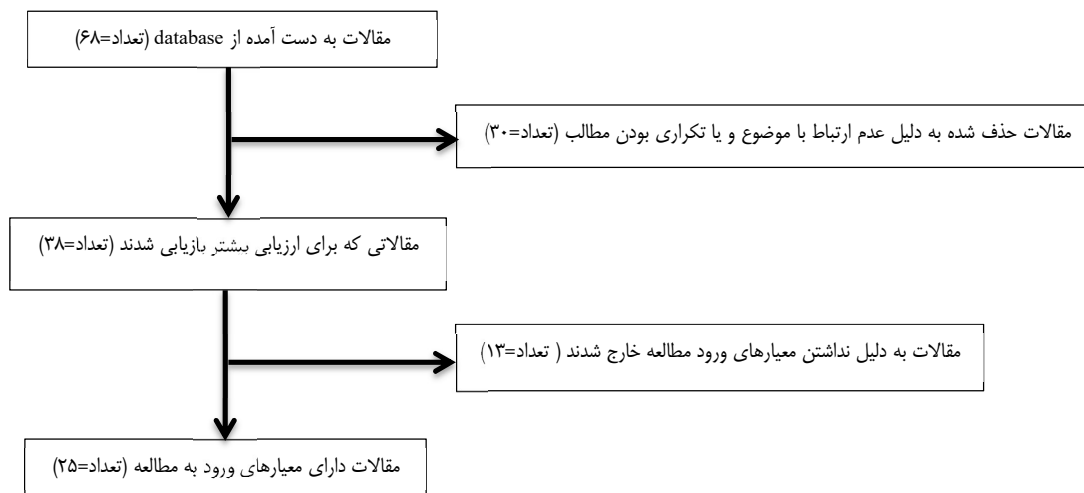 مقالات به دست آمده از database (تعداد=۶۸)
مقالات حذف شده به دلیل عدم ارتباط با موضوع و یا تکراری بودن مطالب (تعداد=۳۰)
مقالاتی که برای ارزیابی بیشتر بازیابی شدند (تعداد=۳۸)
مقالات به دلیل نداشتن معیارهای ورود مطالعه خارج شدند ( تعداد=۱۳)
مقالات دارای معیارهای ورود به مطالعه (تعداد=۲۵)